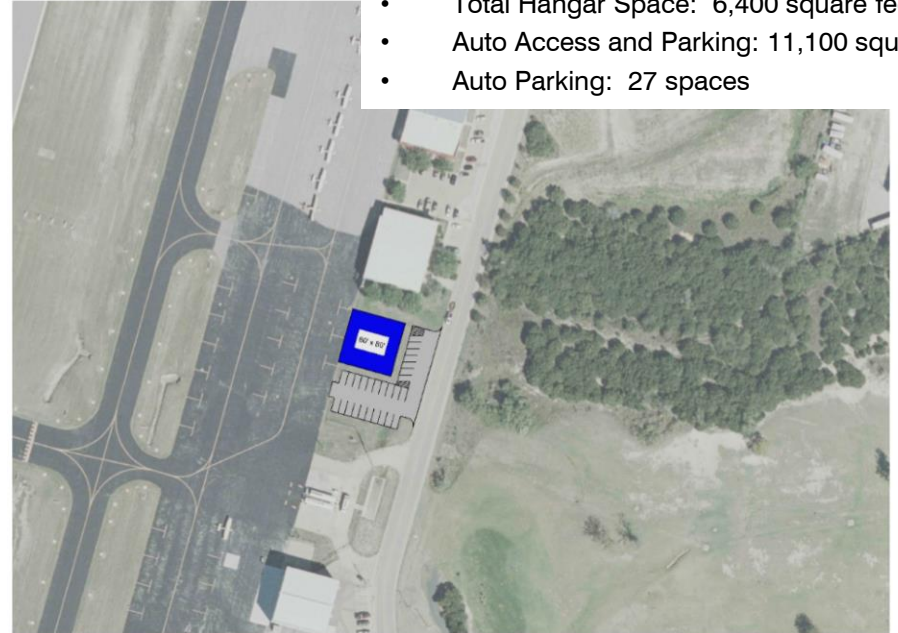 • Total Hangar Space: 6,400 square fe
• Auto Access and Parking: 11,100 squ
• Auto Parking: 27 spaces
80' x 80'